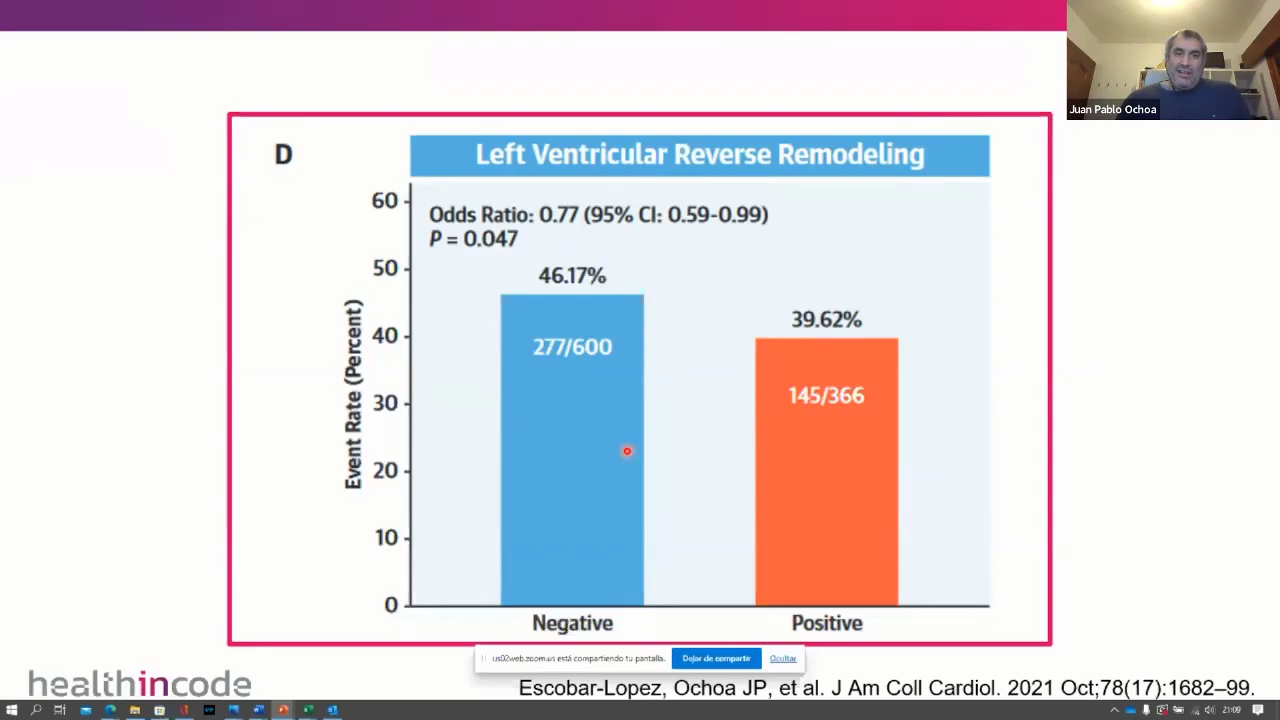 Juan Pablo Ochoa
D
Left Ventricular Reverse Remodeling
Odds Ratio: 0.77 (95% CI: 0.59-0.99)
P = 0.047
Event Rate (Percent)
60
50
40
30
20
10
0
46.17%
277/600
39.62%
145/366
Negative
Positive
us02web.zoom.us está compartiendo tu pantalla.
Dejar de compartir
Ocultar
healthincode
Escobar-Lopez, Ochoa JP, et al. J Am Coll Cardiol. 2021 Oct;78(17):1682–99.
21:09